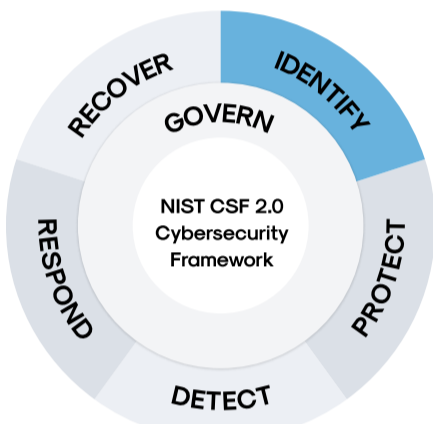 RECOVER
IDENTIFY
GOVERN
NIST CSF 2.0
Cybersecurity
Framework
RESPOND
PROTECT
DETECT